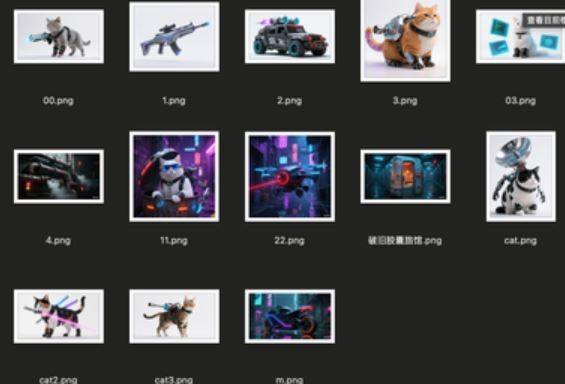 查看目前
00.png
1.png
2.png
3.png
03.png
4.png
11.png
22.png
破旧胶囊旅馆.png
cat.png
cat2.png
cat3.png
m.png